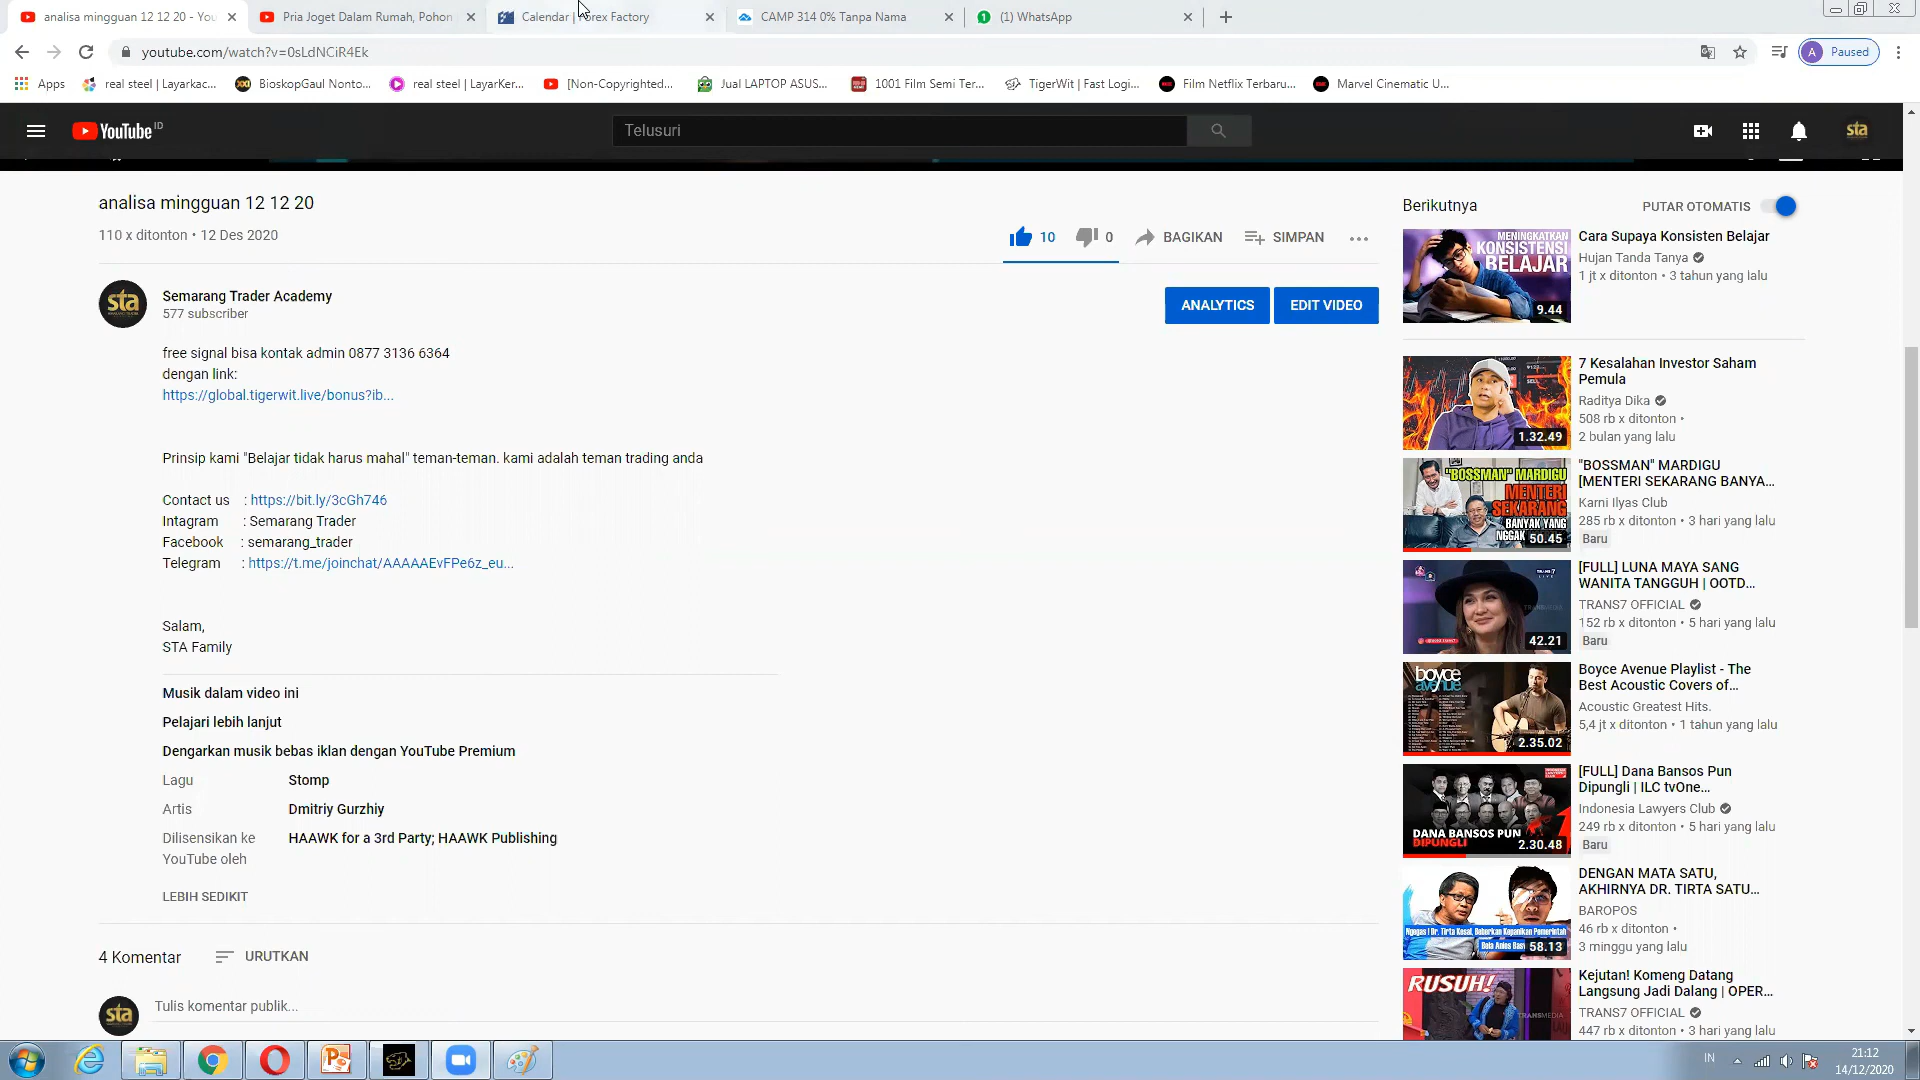 analisa mingguan 12 12 20 - You
Pria Joget Dalam Rumah, Pohon
Calendar | Forex Factory
CAMP 314 0% Tanpa Nama
(1) WhatsApp
youtube.com/watch?v=0sLdNCiR4Ek
A Paused
Apps
real steel | Layarkac...
BioskopGaul Nonto...
real steel | LayarKer...
[Non-Copyrighted...
Jual LAPTOP ASUS...
1001 Film Semi Ter...
TigerWit | Fast Logi...
Film Netflix Terbaru...
Marvel Cinematic U...
YouTube ID
Telusuri
sta
analisa mingguan 12 12 20
110 x ditonton • 12 Des 2020
10
0
BAGIKAN
SIMPAN
sta
Semarang Trader Academy
577 subscriber
ANALYTICS
EDIT VIDEO
free signal bisa kontak admin 0877 3136 6364
dengan link:
https://global.tigerwit.live/bonus?ib...
Prinsip kami "Belajar tidak harus mahal" teman-teman. kami adalah teman trading anda
Contact us : https://bit.ly/3cGh746
Intagram : Semarang Trader
Facebook : semarang_trader
Telegram : https://t.me/joinchat/AAAAAEvFPe6z_eu...
Salam,
STA Family
Musik dalam video ini
Pelajari lebih lanjut
Dengarkan musik bebas iklan dengan YouTube Premium
Lagu Stomp
Artis Dmitriy Gurzhiy
Dilisensikan ke HAAWK for a 3rd Party; HAAWK Publishing
YouTube oleh
LEBIH SEDIKIT
4 Komentar
URUTKAN
sta
Tulis komentar publik...
Berikutnya
PUTAR OTOMATIS
MENINGKATKAN
KONSISTENSI
BELAJAR
9.44
Cara Supaya Konsisten Belajar
Hujan Tanda Tanya
1 jt x ditonton • 3 tahun yang lalu
1.32.49
7 Kesalahan Investor Saham
Pemula
Raditya Dika
508 rb x ditonton •
2 bulan yang lalu
"BOSSMAN" MARDIGU
MENTERI
SEKARANG
BANYAK YANG
NGGAK
50.45
"BOSSMAN" MARDIGU
[MENTERI SEKARANG BANYA...
Karni Ilyas Club
285 rb x ditonton • 3 hari yang lalu
Baru
42.21
[FULL] LUNA MAYA SANG
WANITA TANGGUH | OOTD...
TRANS7 OFFICIAL
152 rb x ditonton • 5 hari yang lalu
Baru
boyce
avenue
2.35.02
Boyce Avenue Playlist - The
Best Acoustic Covers of...
Acoustic Greatest Hits.
5,4 jt x ditonton • 1 tahun yang lalu
DANA BANSOS PUN
DIPUNGLI
2.30.48
[FULL] Dana Bansos Pun
Dipungli | ILC tvOne...
Indonesia Lawyers Club
249 rb x ditonton • 5 hari yang lalu
Baru
58.13
DENGAN MATA SATU,
AKHIRNYA DR. TIRTA SATU...
BAROPOS
46 rb x ditonton •
3 minggu yang lalu
RUSUH!
TRANSMEDIA
Kejutan! Komeng Datang
Langsung Jadi Dalang | OPER...
TRANS7 OFFICIAL
447 rb x ditonton • 3 hari yang lalu
IN
21:12
14/12/2020